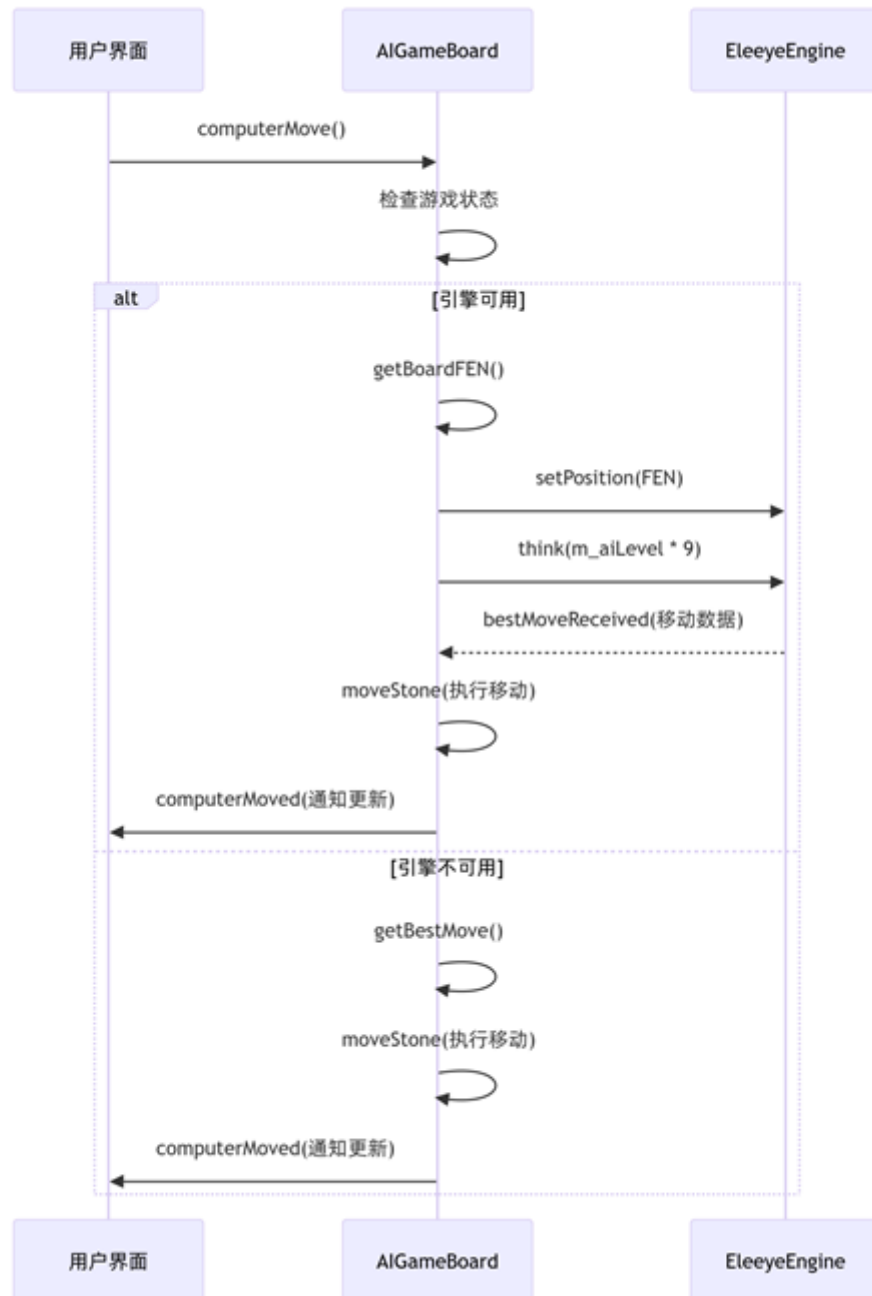 用户界面
AIGameBoard
EleeyeEngine
computerMove()
检查游戏状态
alt
[引擎可用]
getBoardFEN()
setPosition(FEN)
think(m_aiLevel * 9)
bestMoveReceived(移动数据)
moveStone(执行移动)
computerMoved(通知更新)
[引擎不可用]
getBestMove()
moveStone(执行移动)
computerMoved(通知更新)
用户界面
AIGameBoard
EleeyeEngine